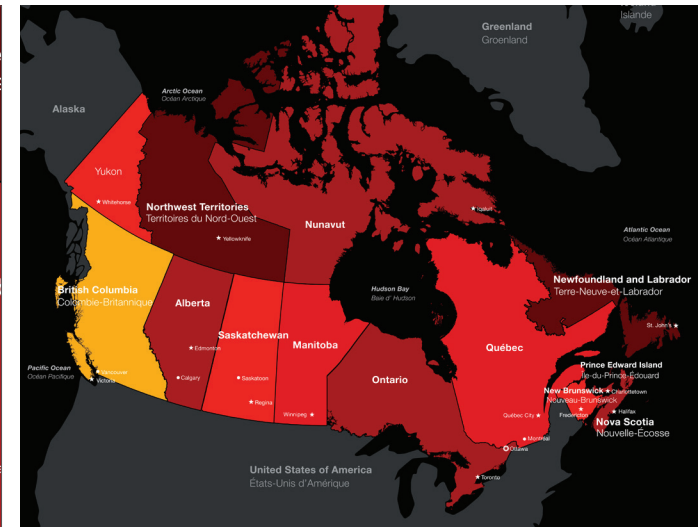 Islande
Greenland
Groenland
Arctic Ocean
Océan Arctique
Alaska
Yukon
Whitehorse
Northwest Territories
Territoires du Nord-Ouest
Yellowknife
Nunavut
Iqaluit
Atlantic Ocean
Océan Atlantique
Hudson Bay
Baie d' Hudson
Newfoundland and Labrador
Terre-Neuve-et-Labrador
St. John's
British Columbia
Colombie-Britannique
Alberta
Edmonton
Calgary
Saskatchewan
Saskatoon
Regina
Manitoba
Winnipeg
Ontario
Québec
Québec City
Montréal
Ottawa
Toronto
Pacific Ocean
Océan Pacifique
Vancouver
Victoria
Prince Edward Island
Île-du-Prince-Édouard
Charlottetown
New Brunswick
Nouveau-Brunswick
Fredericton
Halifax
Nova Scotia
Nouvelle-Écosse
United States of America
États-Unis d'Amérique